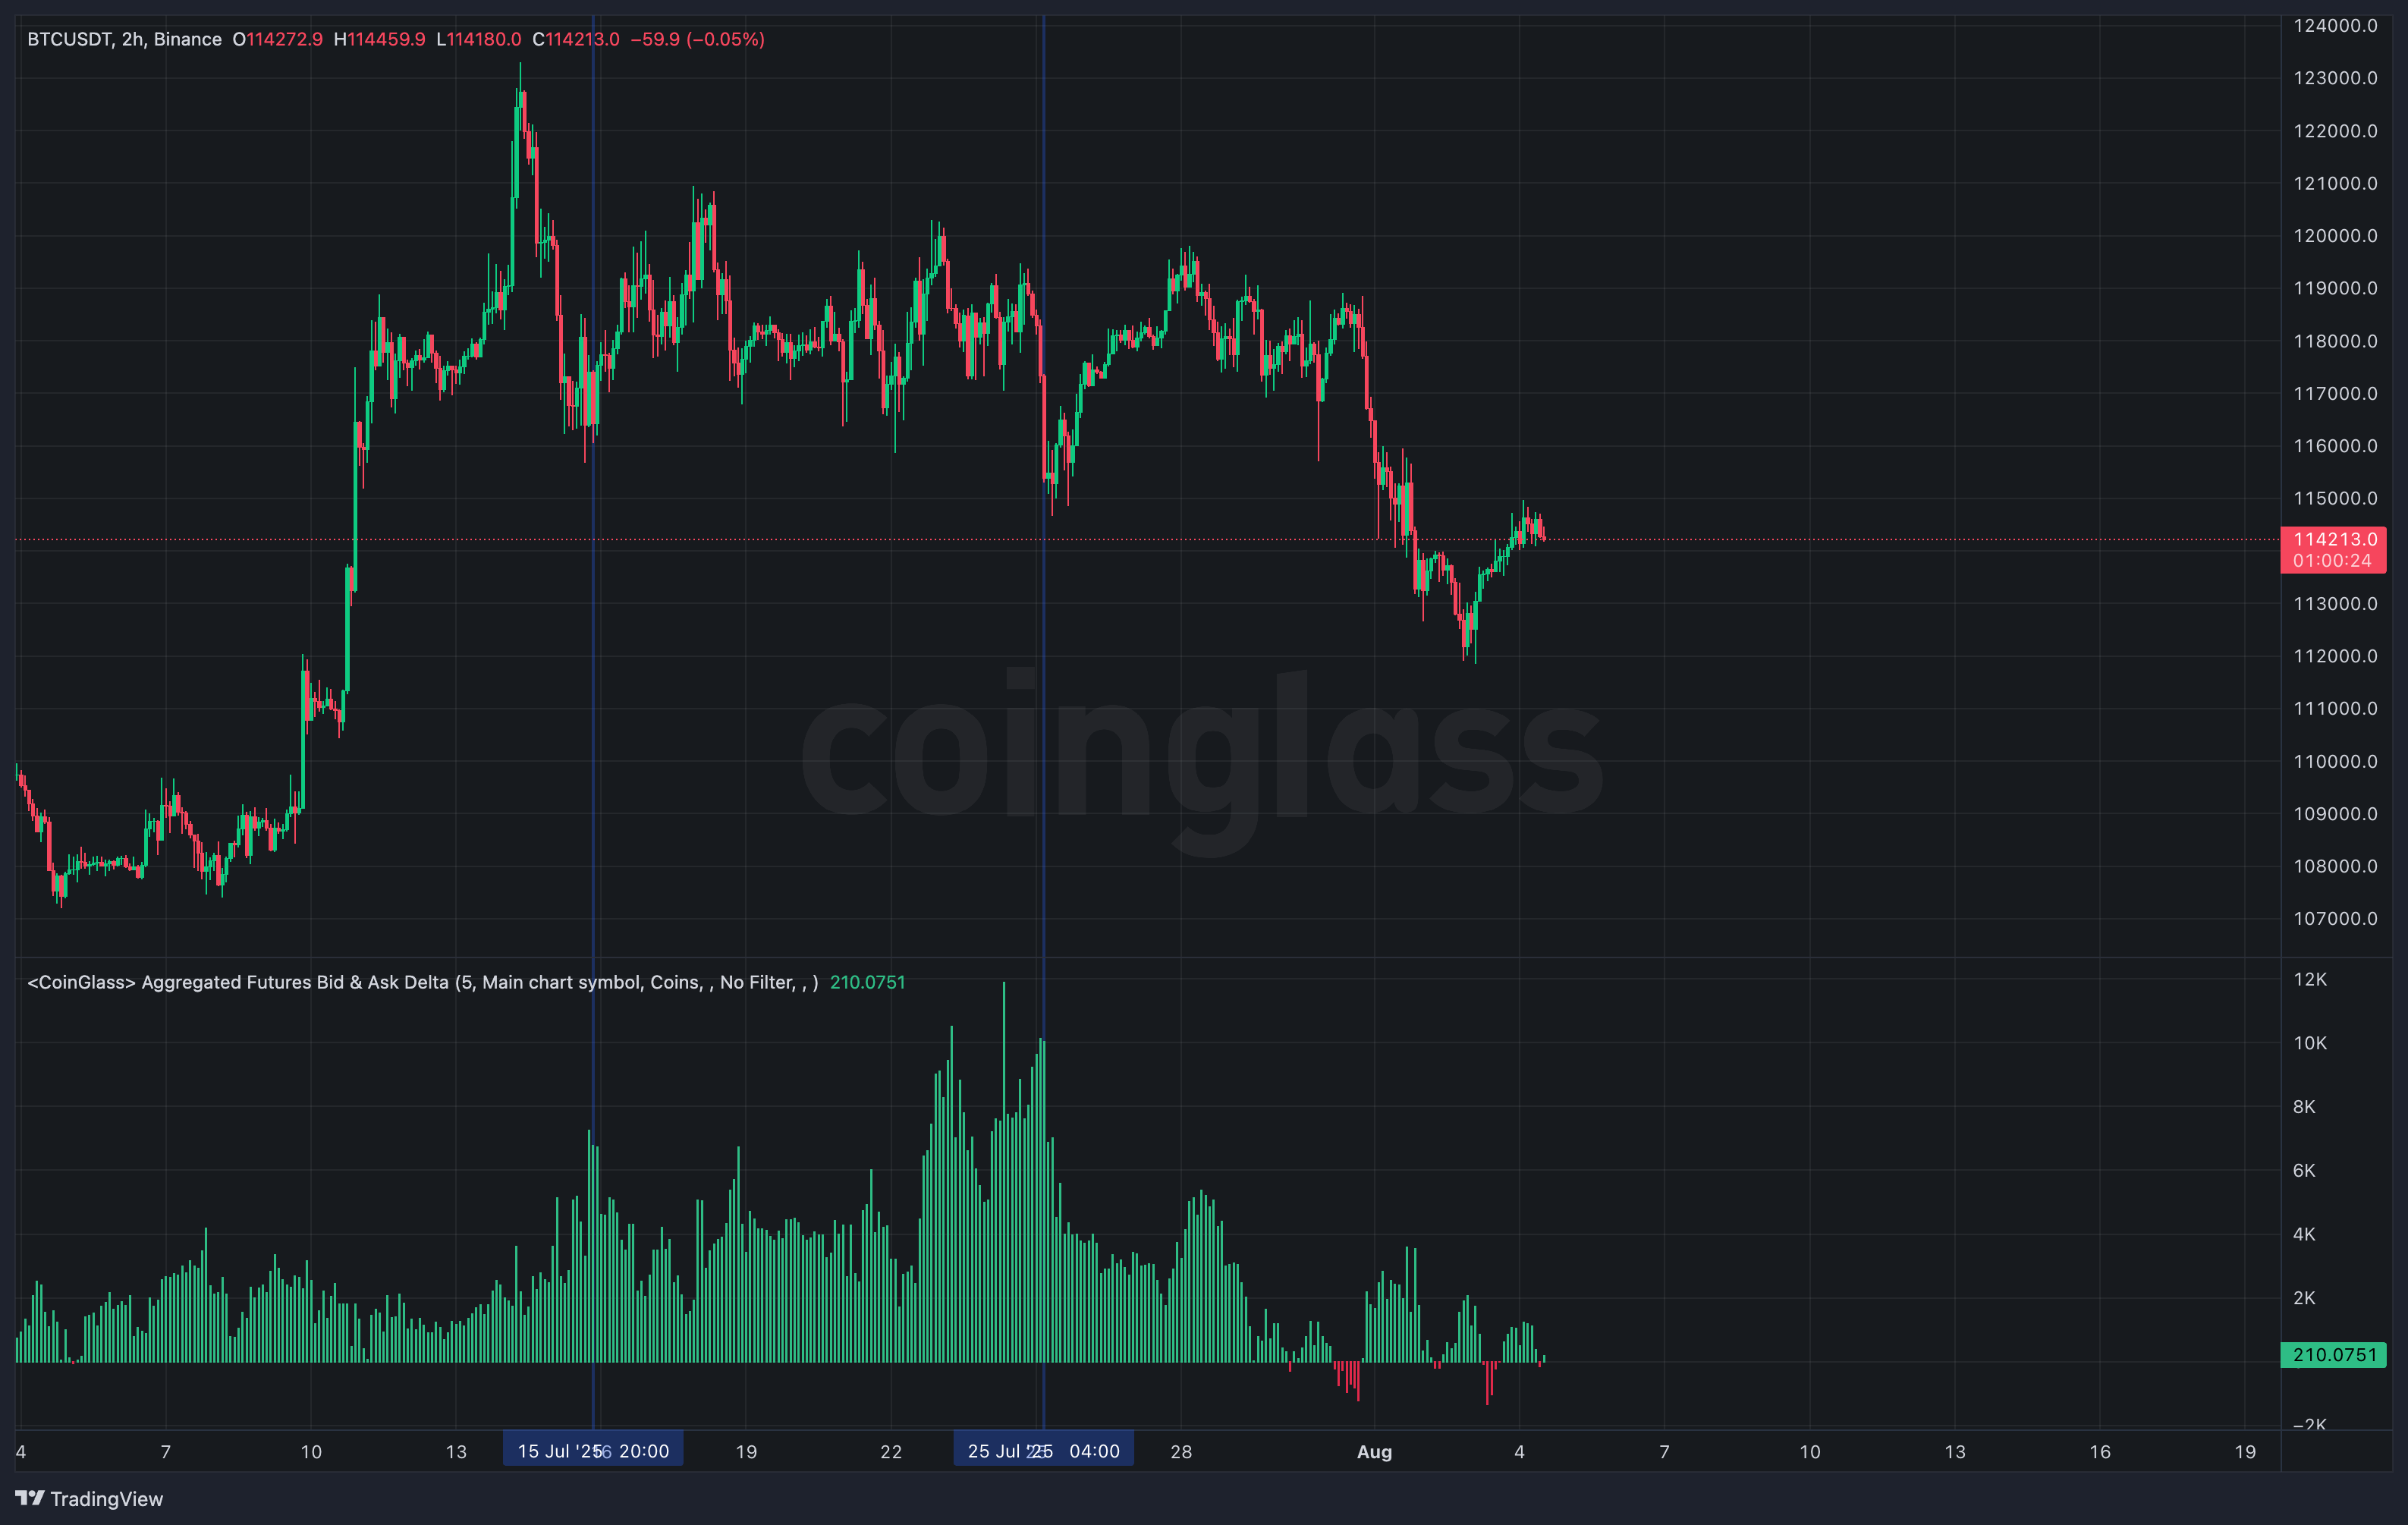 BTCUSDT, 2h, Binance O114272.9 H114459.9 L114180.0 C114213.0 −59.9 (−0.05%)
124000.0
123000.0
122000.0
121000.0
120000.0
119000.0
118000.0
117000.0
116000.0
115000.0
114213.0
01:00:24
113000.0
112000.0
111000.0
110000.0
109000.0
108000.0
107000.0
coinglass
<CoinGlass> Aggregated Futures Bid & Ask Delta (5, Main chart symbol, Coins, , No Filter, , ) 210.0751
12K
10K
8K
6K
4K
2K
210.0751
−2K
4 7 10 13 15 Jul '25 20:00 16 19 22 25 Jul '25 04:00 25 28 Aug 4 7 10 13 16 19
TradingView